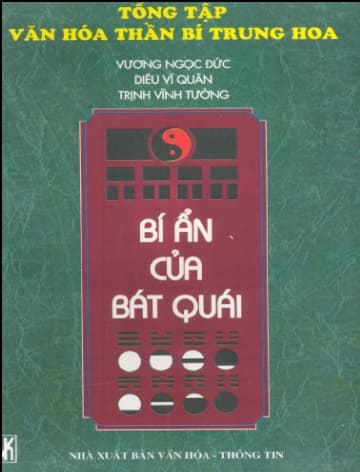 TỔNG TẬP
VĂN HÓA THẦN BÍ TRUNG HOA
VƯƠNG NGỌC ĐỨC
DIÊU VĨ QUÂN
TRỊNH VĨNH TƯỜNG
BÍ ẨN
CỦA
BÁT QUÁI
NHÀ XUẤT BẢN VĂN HÓA - THÔNG TIN